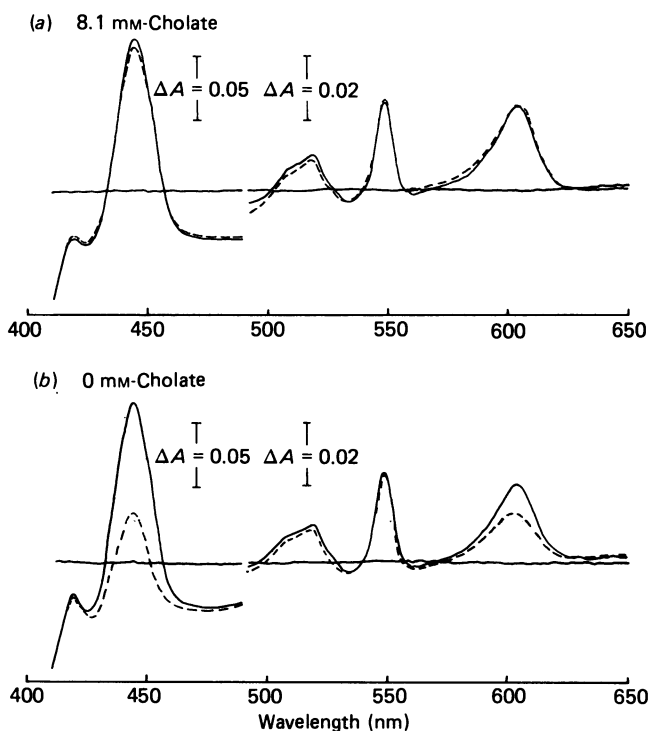 (a) 8.1 mM-Cholate
ΔA = 0.05 ΔA = 0.02
400 450 500 550 600 650
(b) 0 mM-Cholate
ΔA = 0.05 ΔA = 0.02
400 450 500 550 600 650
Wavelength (nm)